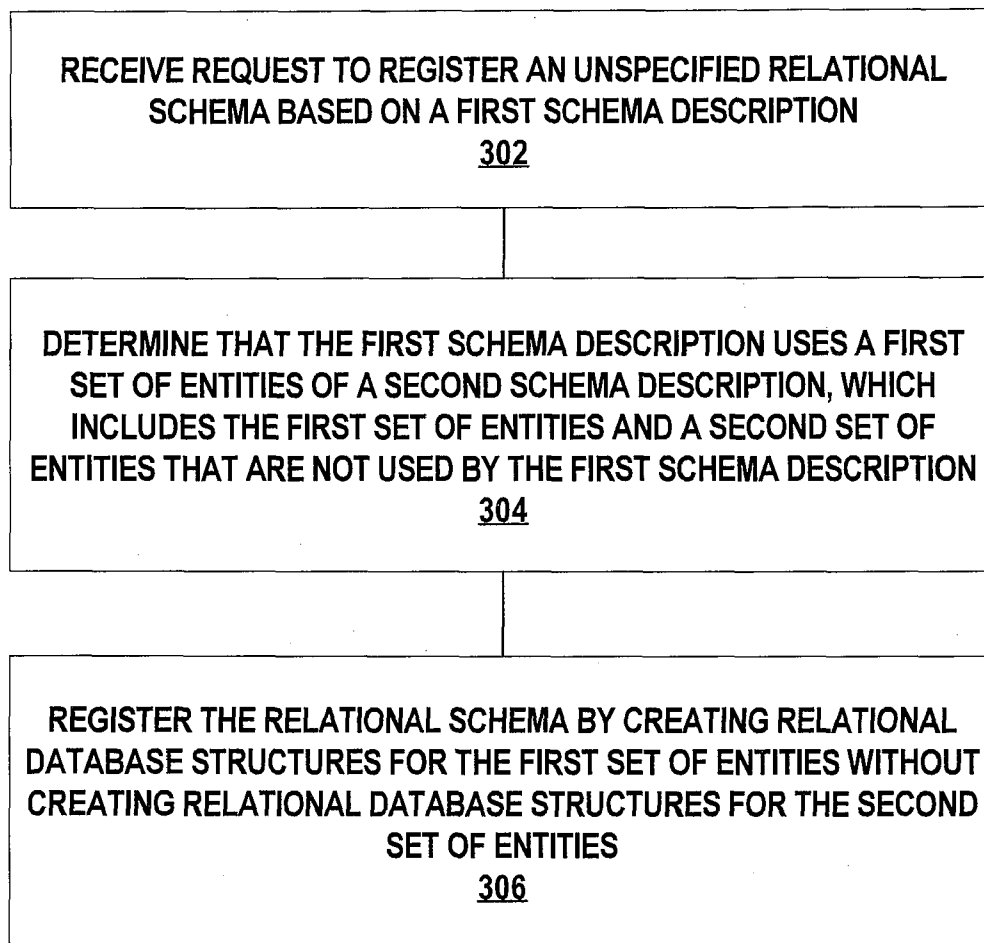 RECEIVE REQUEST TO REGISTER AN UNSPECIFIED RELATIONAL
SCHEMA BASED ON A FIRST SCHEMA DESCRIPTION
302
DETERMINE THAT THE FIRST SCHEMA DESCRIPTION USES A FIRST
SET OF ENTITIES OF A SECOND SCHEMA DESCRIPTION, WHICH
INCLUDES THE FIRST SET OF ENTITIES AND A SECOND SET OF
ENTITIES THAT ARE NOT USED BY THE FIRST SCHEMA DESCRIPTION
304
REGISTER THE RELATIONAL SCHEMA BY CREATING RELATIONAL
DATABASE STRUCTURES FOR THE FIRST SET OF ENTITIES WITHOUT
CREATING RELATIONAL DATABASE STRUCTURES FOR THE SECOND
SET OF ENTITIES
306